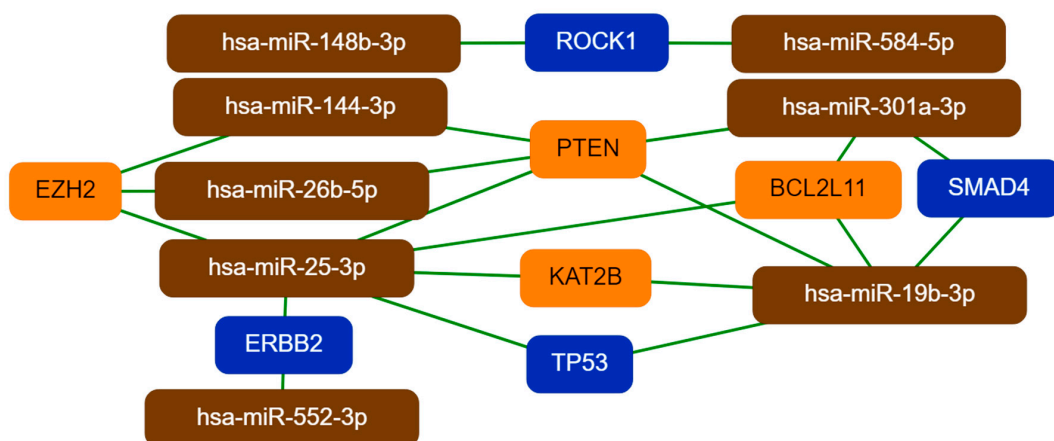 hsa-miR-148b-3p
ROCK1
hsa-miR-584-5p
hsa-miR-144-3p
hsa-miR-301a-3p
PTEN
EZH2
hsa-miR-26b-5p
BCL2L11
SMAD4
hsa-miR-25-3p
KAT2B
hsa-miR-19b-3p
ERBB2
TP53
hsa-miR-552-3p